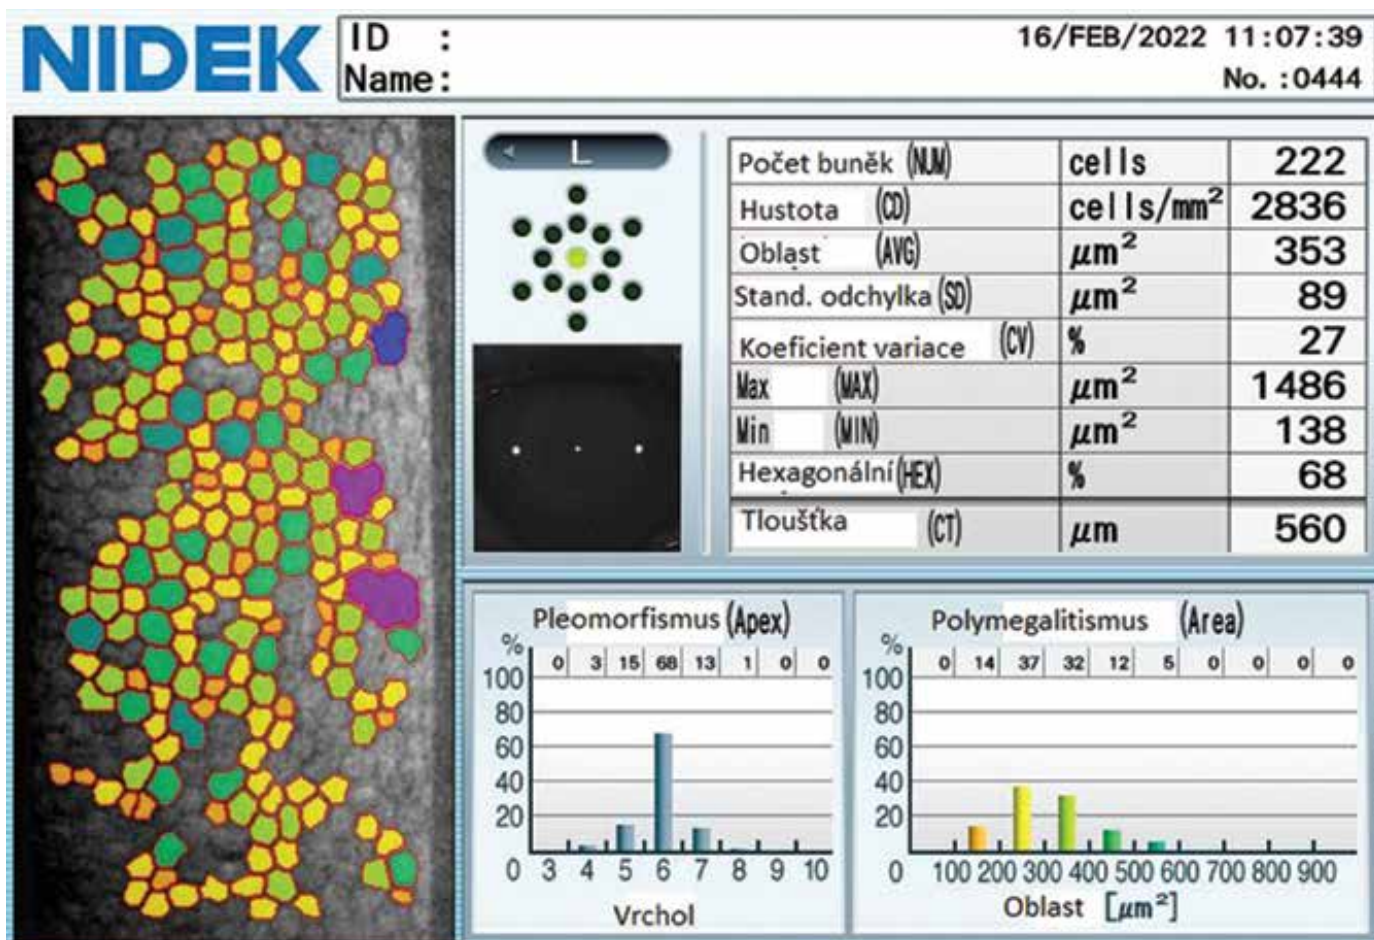 NIDEK
ID :
Name:
16/FEB/2022 11:07:39
No. :0444
L
Počet buněk (NUM) cells 222
Hustota (CD) cells/mm² 2836
Oblast (AVG) μm² 353
Stand. odchylka (SD) μm² 89
Koeficient variace (CV) % 27
Max (MAX) μm² 1486
Min (MIN) μm² 138
Hexagonální (HEX) % 68
Tloušťka (CT) μm 560
Pleomorfismus (Apex)
%
0 3 15 68 13 1 0 0
100
80
60
40
20
0 3 4 5 6 7 8 9 10
Vrchol
Polymegalitismus (Area)
%
0 14 37 32 12 5 0 0 0 0
100
80
60
40
20
0 100 200 300 400 500 600 700 800 900
Oblast [μm²]